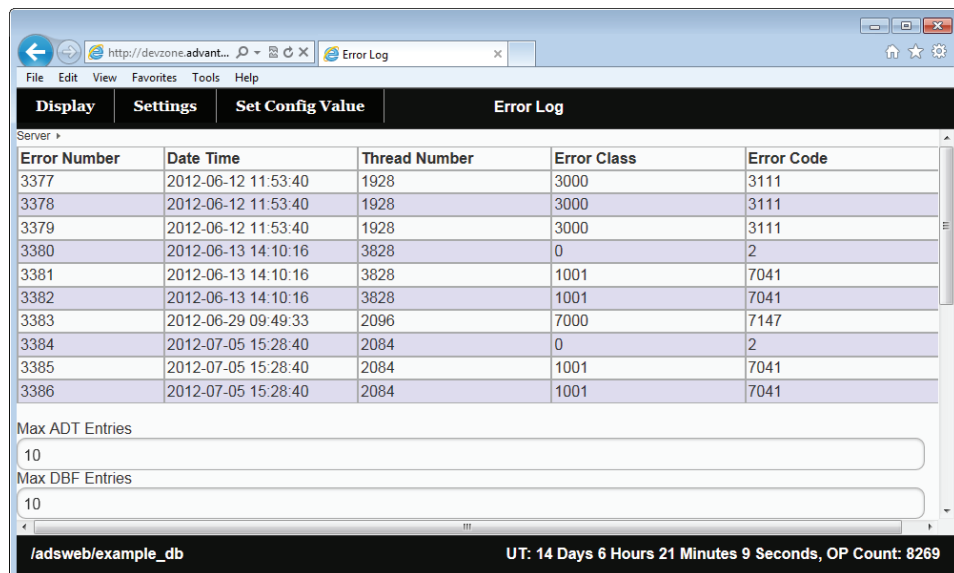 http://devzone.advant... Error Log
File Edit View Favorites Tools Help
Display Settings Set Config Value Error Log
Server
Error Number Date Time Thread Number Error Class Error Code
3377 2012-06-12 11:53:40 1928 3000 3111
3378 2012-06-12 11:53:40 1928 3000 3111
3379 2012-06-12 11:53:40 1928 3000 3111
3380 2012-06-13 14:10:16 3828 0 2
3381 2012-06-13 14:10:16 3828 1001 7041
3382 2012-06-13 14:10:16 3828 1001 7041
3383 2012-06-29 09:49:33 2096 7000 7147
3384 2012-07-05 15:28:40 2084 0 2
3385 2012-07-05 15:28:40 2084 1001 7041
3386 2012-07-05 15:28:40 2084 1001 7041
Max ADT Entries
10
Max DBF Entries
10
/adsweb/example_db UT: 14 Days 6 Hours 21 Minutes 9 Seconds, OP Count: 8269